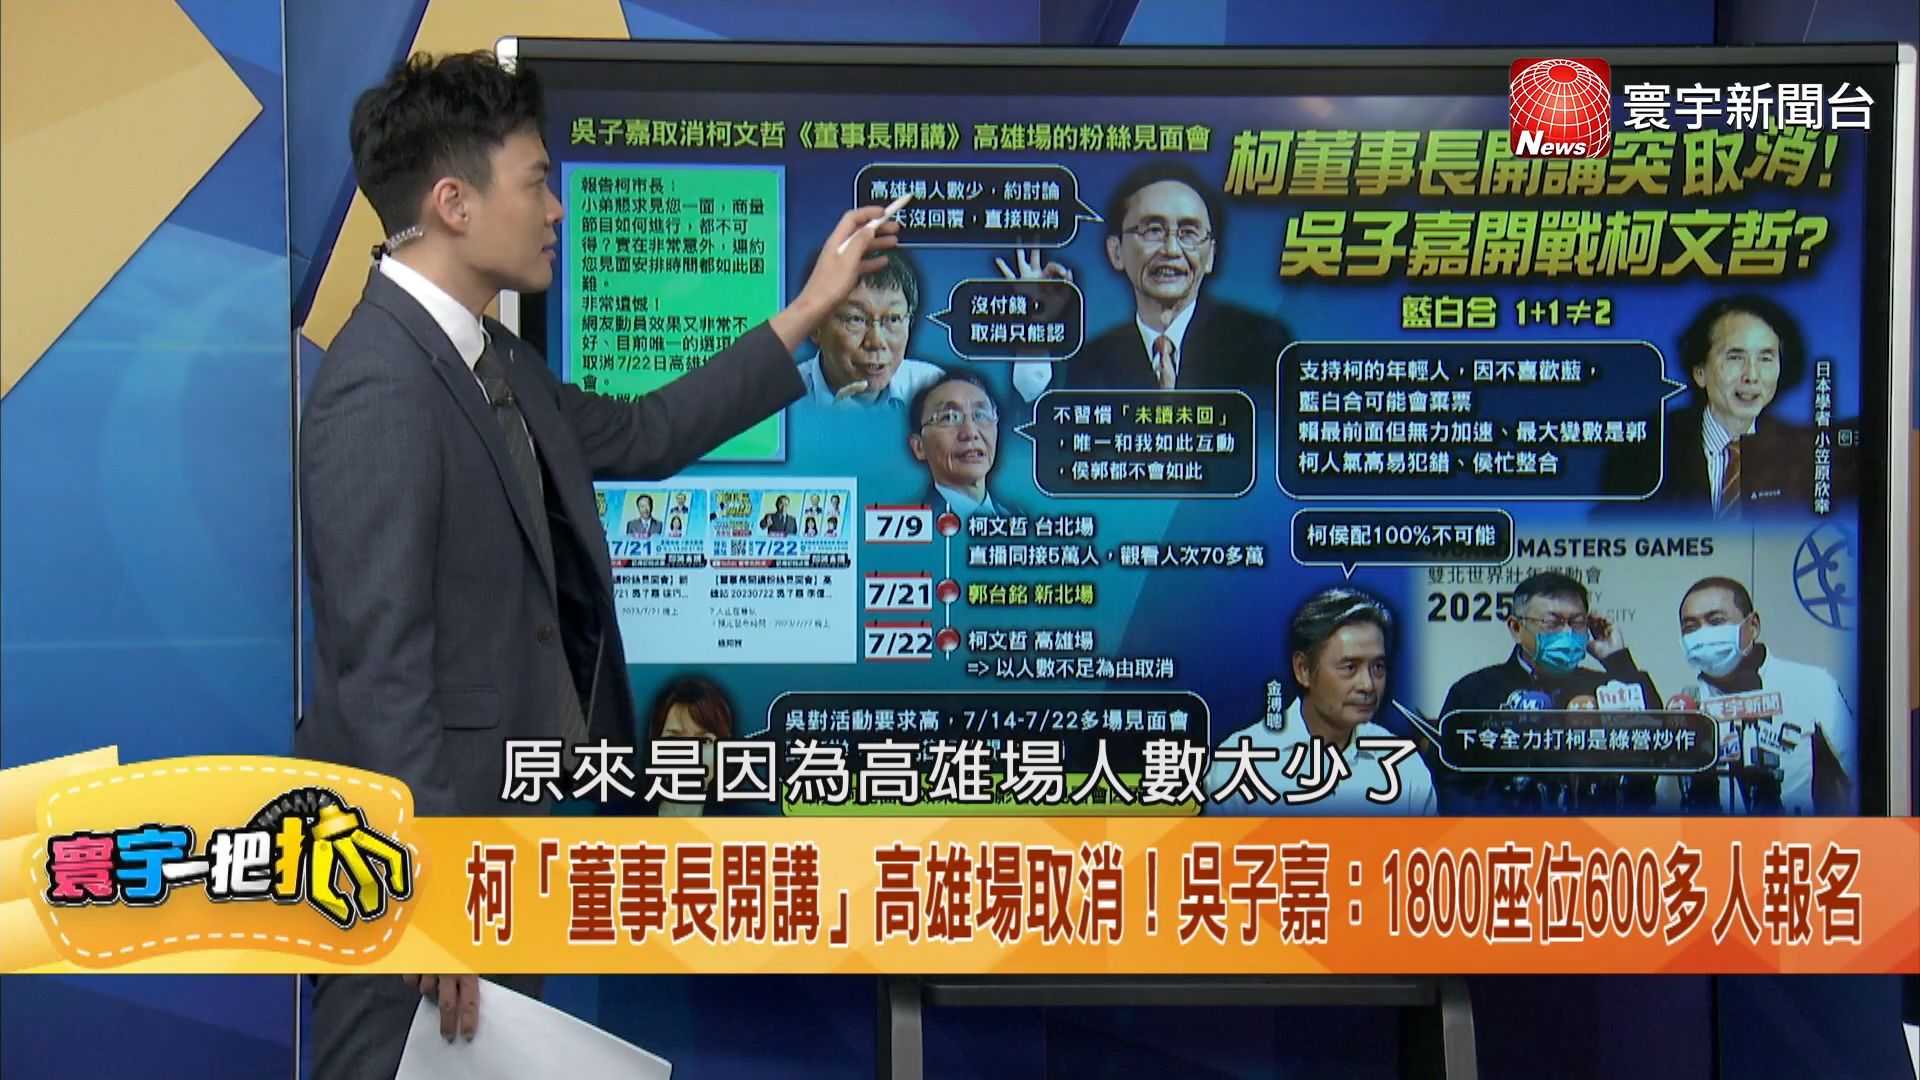 News 寰宇新聞台
吳子嘉取消柯文哲《董事長開講》高雄場的粉絲見面會
柯董事長開講突取消!
吳子嘉開戰柯文哲?
藍白合 1+1≠2
報告柯市長：
小弟懇求見您一面，商量
節目如何進行，都不可
得？實在非常意外，連約
您見面安排時間都如此困
難。
非常遺憾！
網友動員效果又非常不
好、目前唯一的選項
取消7/22日高雄
會。
高雄場人數少，約討論
天沒回覆，直接取消
沒付錢，
取消只能認
不習慣「未讀未回」
，唯一和我如此互動
，侯郭都不會如此
支持柯的年輕人，因不喜歡藍，
藍白合可能會棄票
賴最前面但無力加速、最大變數是郭
柯人氣高易犯錯、侯忙整合
日本學者 小笠原欣幸
7/21
7/22
7/9 柯文哲 台北場
直播同接5萬人，觀看人次70多萬
7/21 郭台銘 新北場
7/22 柯文哲 高雄場
=> 以人數不足為由取消
柯侯配100%不可能
MASTERS GAMES
雙北世界壯年運動會
2025
金溥聰
寰宇新聞
下令全力打柯是綠營炒作
吳對活動要求高，7/14-7/22多場見面會
原來是因為高雄場人數太少了
寰宇一把抓
柯「董事長開講」高雄場取消！吳子嘉：1800座位600多人報名